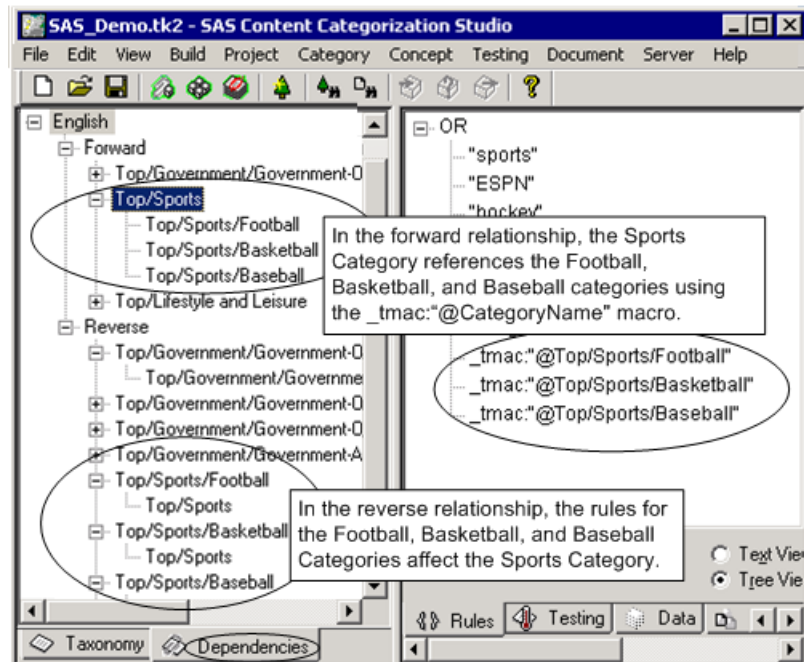 SAS_Demo.tk2 - SAS Content Categorization Studio
File Edit View Build Project Category Concept Testing Document Server Help
English
Forward
Top/Government/Government-O
Top/Sports
Top/Sports/Football
Top/Sports/Basketball
Top/Sports/Baseball
Top/Lifestyle and Leisure
Reverse
Top/Government/Government-O
Top/Government/Governme
Top/Government/Government-O
Top/Government/Government-O
Top/Government/Government-A
Top/Sports/Football
Top/Sports
Top/Sports/Basketball
Top/Sports
Top/Sports/Baseball
Taxonomy Dependencies
OR
"sports"
"ESPN"
"hockey"
In the forward relationship, the Sports
Category references the Football,
Basketball, and Baseball categories using
the _tmac:"@CategoryName" macro.
_tmac:"@Top/Sports/Football"
_tmac:"@Top/Sports/Basketball"
_tmac:"@Top/Sports/Baseball"
In the reverse relationship, the rules for
the Football, Basketball, and Baseball
Categories affect the Sports Category.
Text Vie
Tree Vie
Rules Testing Data